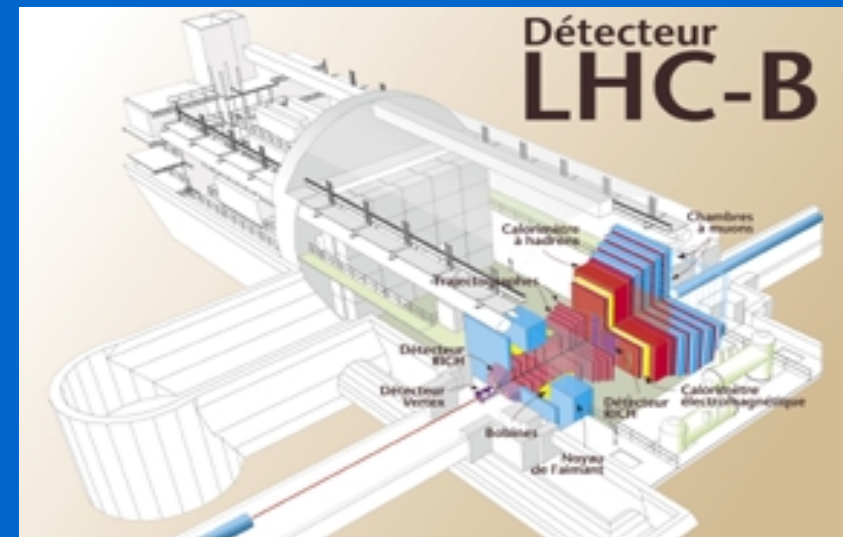 Détecteur
LHC-B
Chambres
à muons
Calorimètre
à hadrons
Trajectographes
Détecteur
RICH
Détecteur
Vertex
Calorimètre
électromagnétique
Détecteur
RICH
Bobines
Noyau
de l'aimant